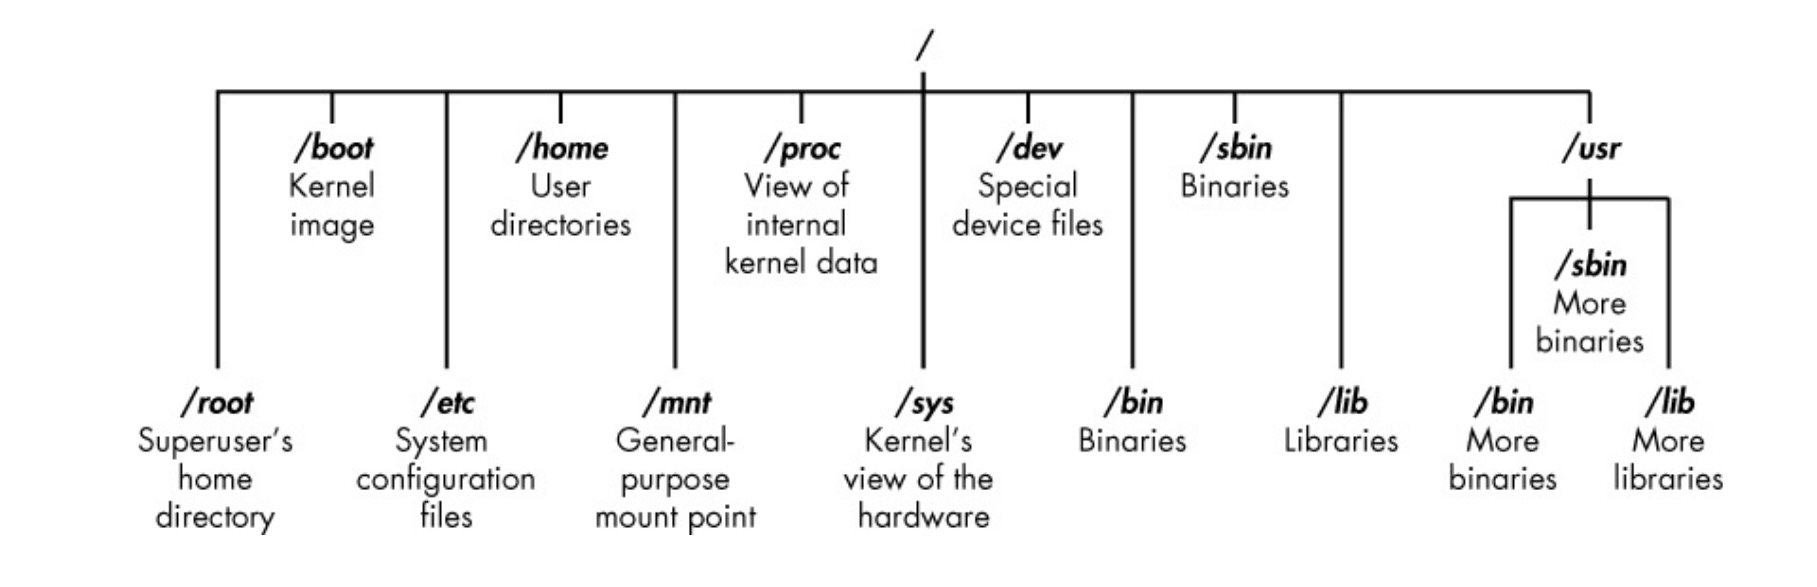 /
/boot
Kernel
image
/home
User
directories
/proc
View of
internal
kernel data
/dev
Special
device files
/sbin
Binaries
/usr
/sbin
More
binaries
/root
Superuser's
home
directory
/etc
System
configuration
files
/mnt
General-
purpose
mount point
/sys
Kernel's
view of the
hardware
/bin
Binaries
/lib
Libraries
/bin
More
binaries
/lib
More
libraries